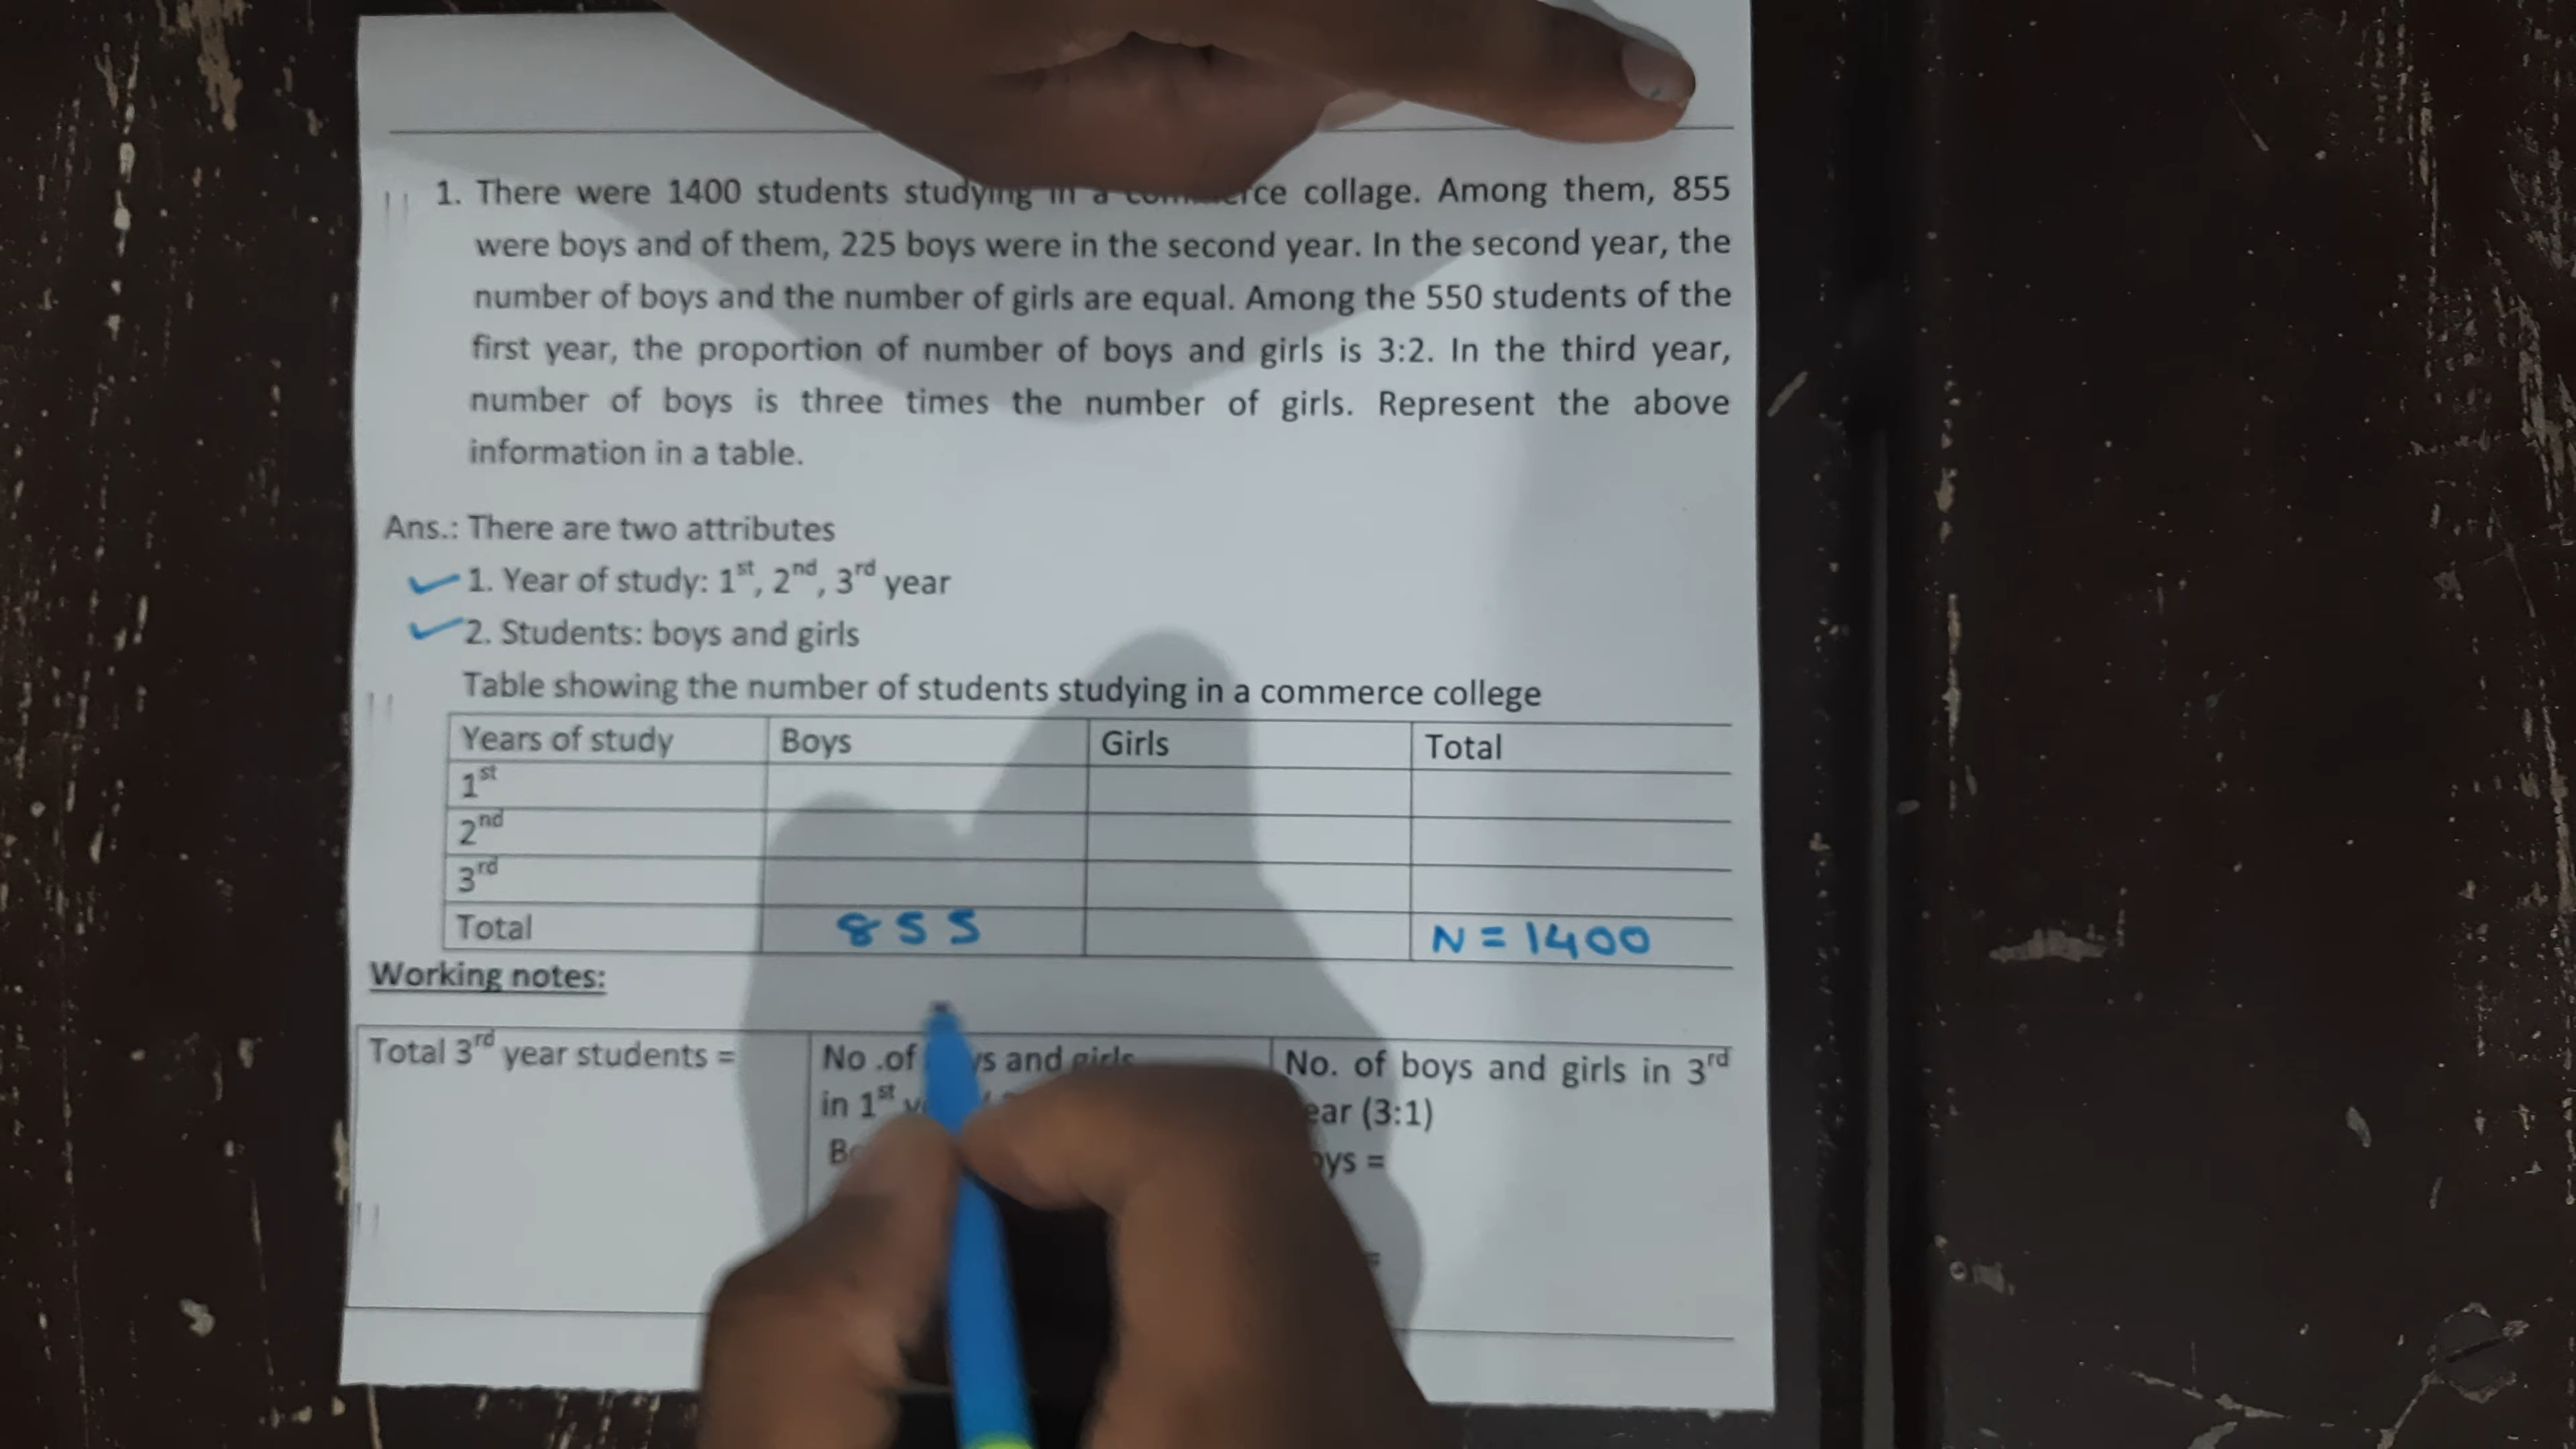 1. There were 1400 students studying in a commerce collage. Among them, 855
were boys and of them, 225 boys were in the second year. In the second year, the
number of boys and the number of girls are equal. Among the 550 students of the
first year, the proportion of number of boys and girls is 3:2. In the third year,
number of boys is three times the number of girls. Represent the above
information in a table.
Ans.: There are two attributes
1. Year of study: 1st, 2nd, 3rd year
2. Students: boys and girls
Table showing the number of students studying in a commerce college
Years of study Boys Girls Total
1st
2nd
3rd
Total 855 N = 1400
Working notes:
Total 3rd year students =
No .of and girls
in 1st
No. of boys and girls in 3rd
(3:1)
=